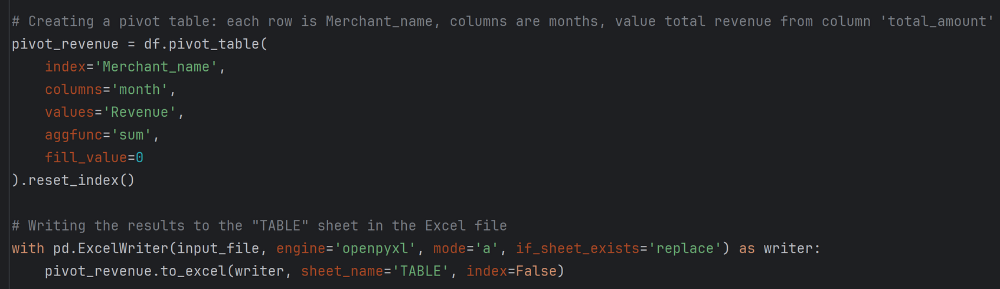 # Creating a pivot table: each row is Merchant_name, columns are months, value total revenue from column 'total_amount'
pivot_revenue = df.pivot_table(
    index='Merchant_name',
    columns='month',
    values='Revenue',
    aggfunc='sum',
    fill_value=0
).reset_index()

# Writing the results to the "TABLE" sheet in the Excel file
with pd.ExcelWriter(input_file, engine='openpyxl', mode='a', if_sheet_exists='replace') as writer:
    pivot_revenue.to_excel(writer, sheet_name='TABLE', index=False)